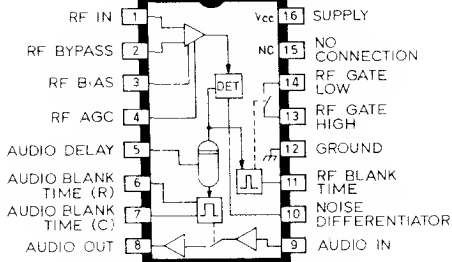 RF IN 1
RF BYPASS 2
RF BIAS 3
RF AGC 4
AUDIO DELAY 5
AUDIO BLANK
TIME (R) 6
AUDIO BLANK
TIME (C) 7
AUDIO OUT 8
DET
Vcc 16 SUPPLY
NC 15 NO
CONNECTION
14 RF GATE
LOW
13 RF GATE
HIGH
12 GROUND
11 RF BLANK
TIME
10 NOISE
DIFFERENTIATOR
9 AUDIO IN